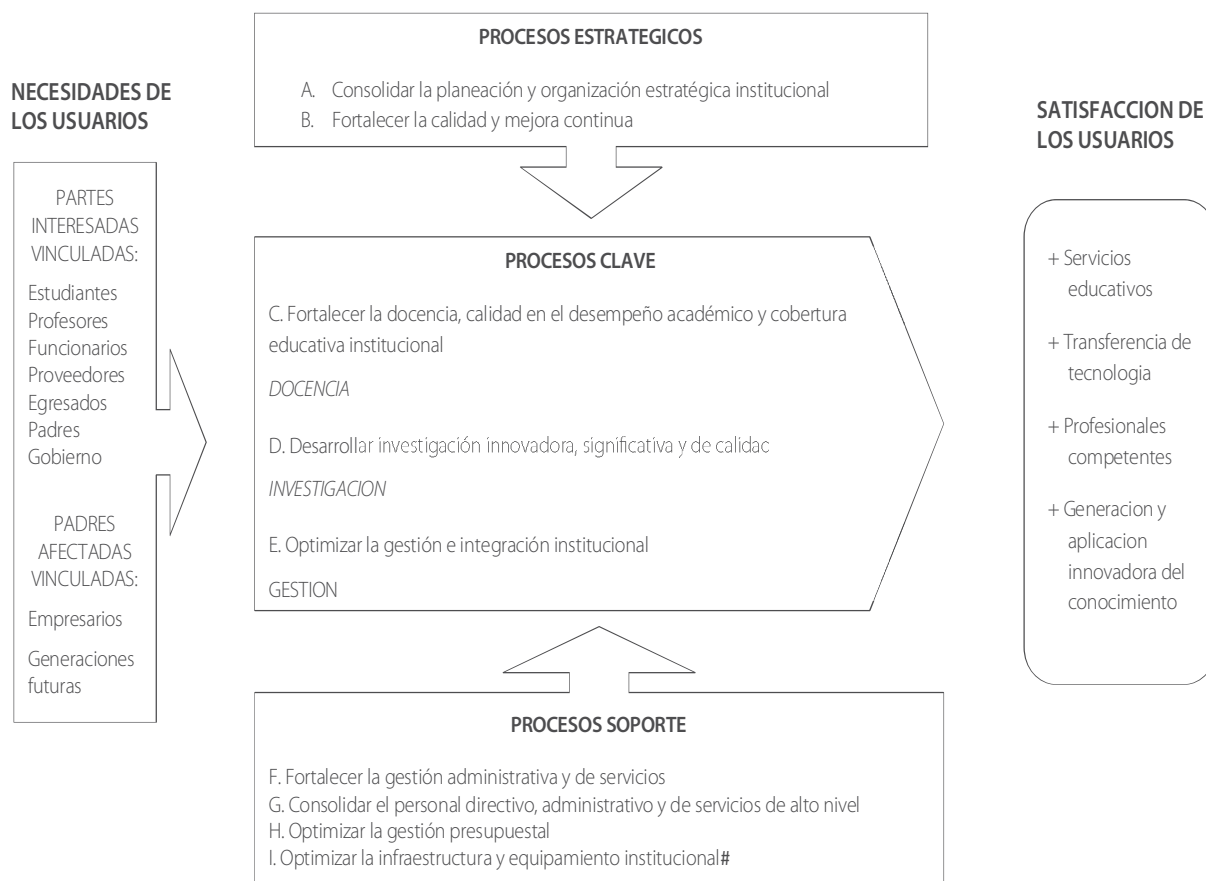 PROCESOS ESTRATEGICOS
A. Consolidar la planeación y organización estratégica institucional
B. Fortalecer la calidad y mejora continua
NECESIDADES DE
LOS USUARIOS
PARTES
INTERESADAS
VINCULADAS:
Estudiantes
Profesores
Funcionarios
Proveedores
Egresados
Padres
Gobierno
PADRES
AFECTADAS
VINCULADAS:
Empresarios
Generaciones
futuras
PROCESOS CLAVE
C. Fortalecer la docencia, calidad en el desempeño académico y cobertura
educativa institucional
DOCENCIA
D. Desarrollar investigación innovadora, significativa y de calidac
INVESTIGACION
E. Optimizar la gestión e integración institucional
GESTION
PROCESOS SOPORTE
F. Fortalecer la gestión administrativa y de servicios
G. Consolidar el personal directivo, administrativo y de servicios de alto nivel
H. Optimizar la gestión presupuestal
I. Optimizar la infraestructura y equipamiento institucional#
SATISFACCION DE
LOS USUARIOS
+ Servicios
educativos
+ Transferencia de
tecnologia
+ Profesionales
competentes
+ Generacion y
aplicacion
innovadora del
conocimiento